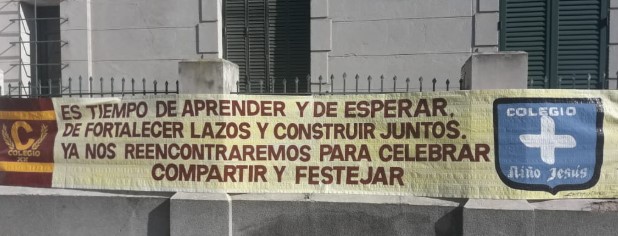 ES TIEMPO DE APRENDER Y DE ESPERAR,
DE FORTALECER LAZOS Y CONSTRUIR JUNTOS.
YA NOS REENCONTRAREMOS PARA CELEBRAR
COMPARTIR Y FESTEJAR
C
COLEGIO
COLEGIO
Niño Jesús